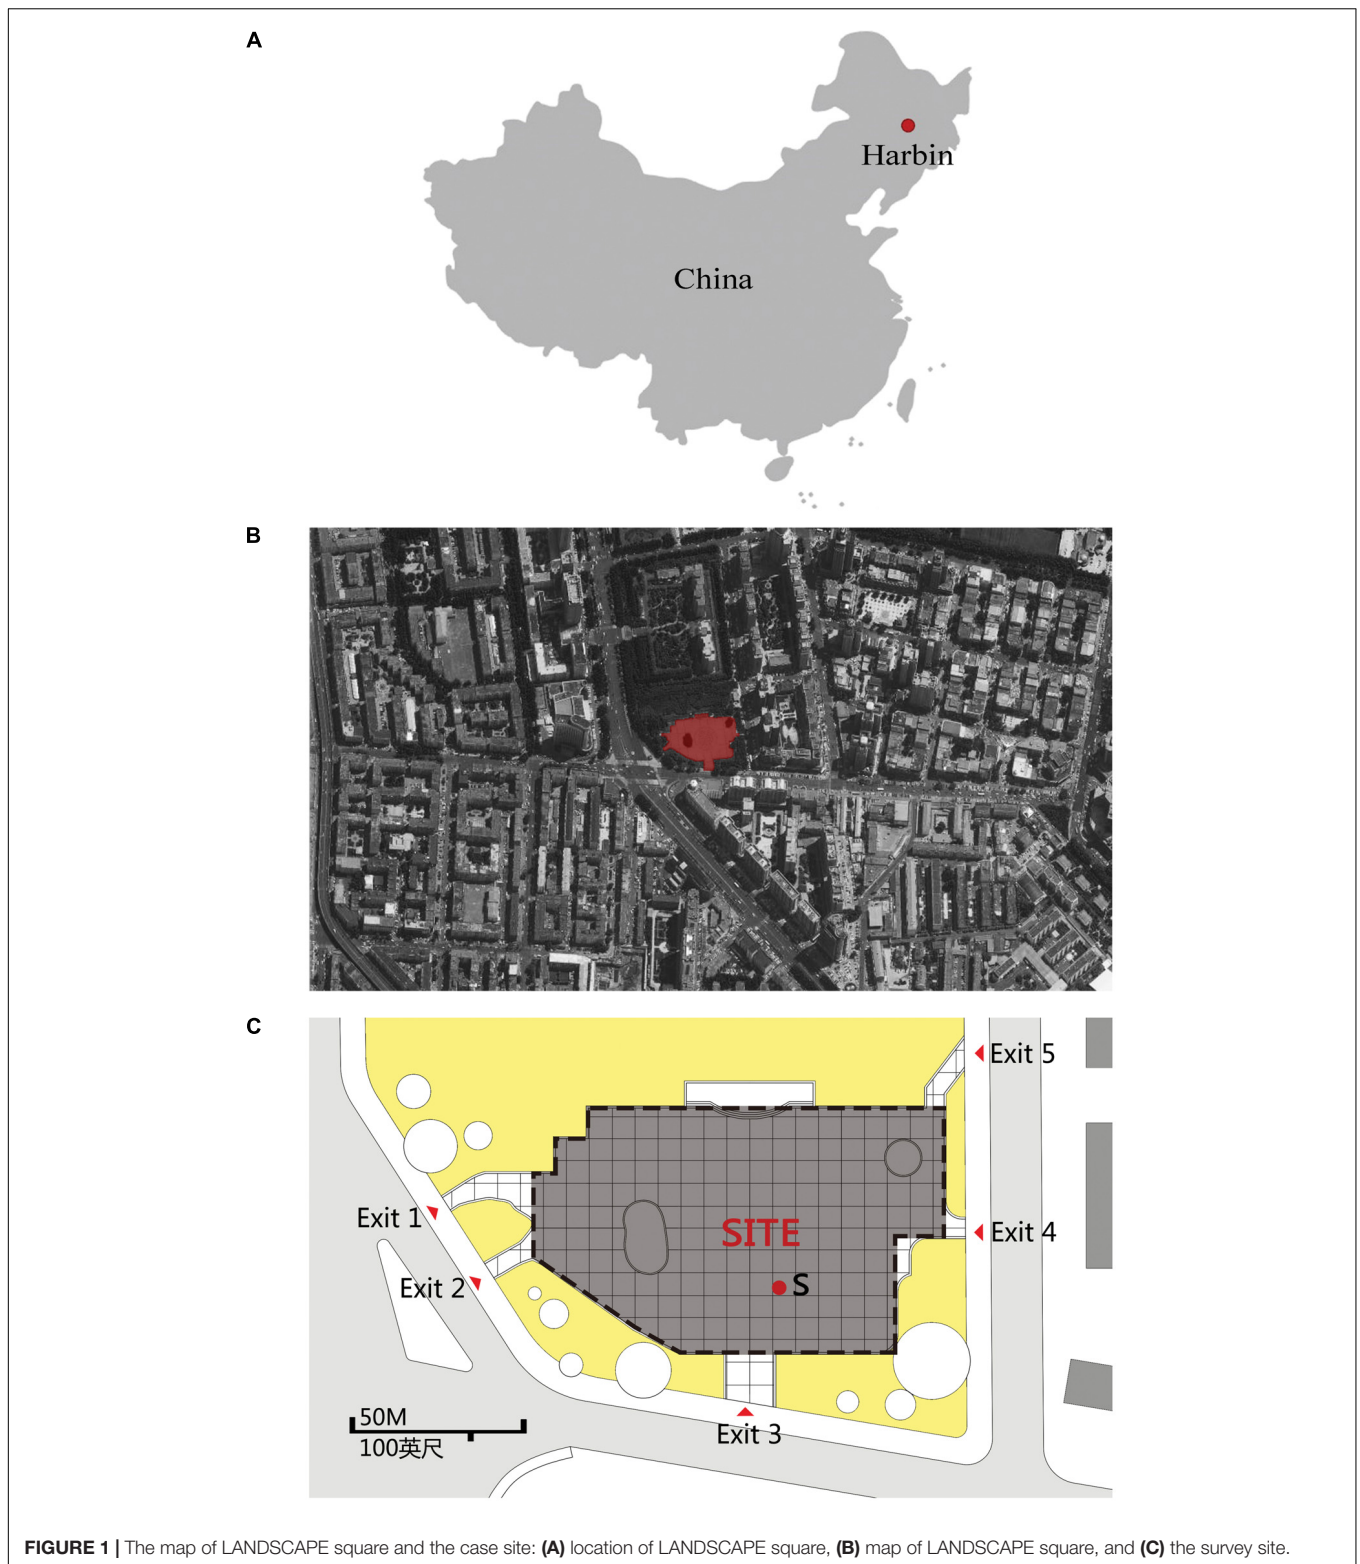 A
Harbin
China
B
C
Exit 5
Exit 1
SITE
Exit 4
Exit 2
S
50M
100英尺
Exit 3
FIGURE 1 | The map of LANDSCAPE square and the case site: (A) location of LANDSCAPE square, (B) map of LANDSCAPE square, and (C) the survey site.